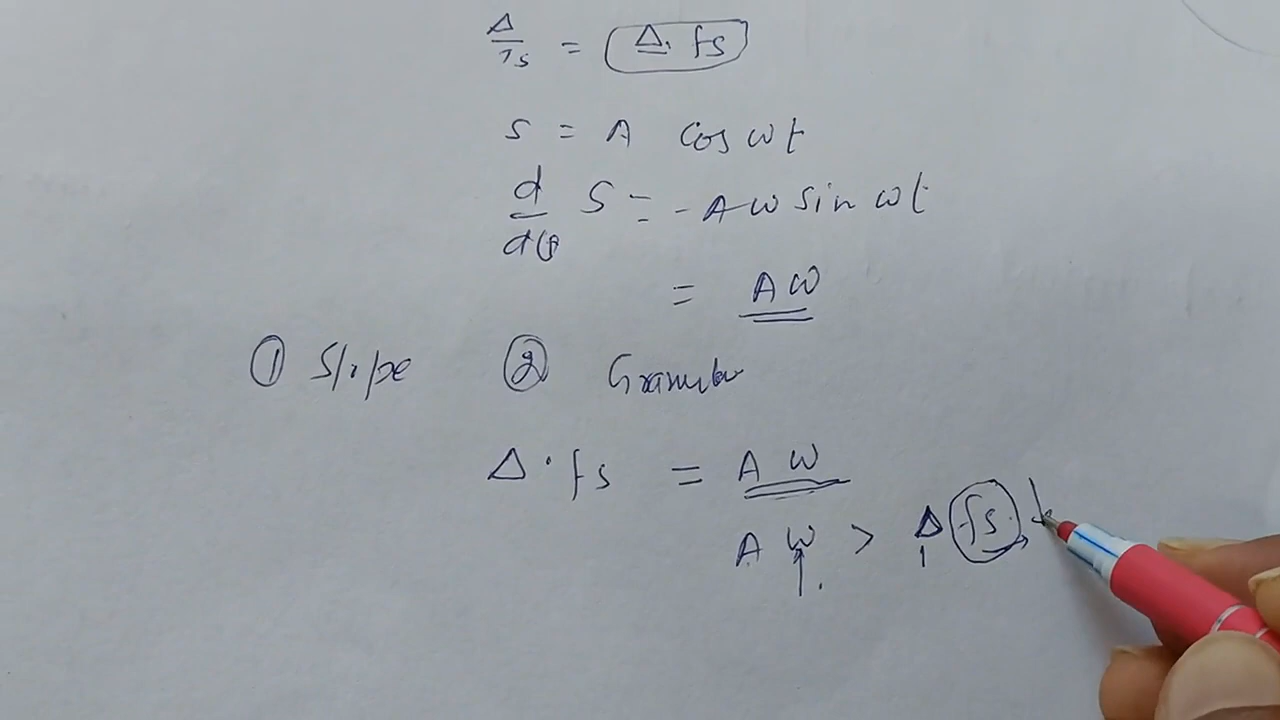 Δ/Ts = Δ. fs
S = A Cos ωt
d/dt S = - Aω sin ωt
= Aω
① Slope ② Granular
Δ. fs = Aω
Aω > Δ fs